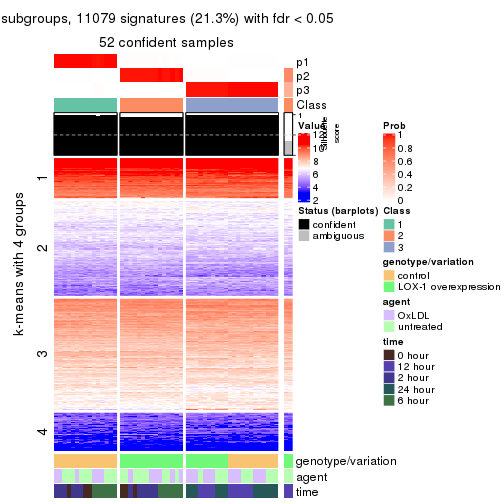 subgroups, 11079 signatures (21.3%) with fdr < 0.05
52 confident samples
p1
p2
p3
Class
1
Silhouette
score
k-means with 4 groups
1
2
3
4
genotype/variation
agent
time
Value
12
10
8
6
4
2
Status (barplots)
confident
ambiguous
Prob
1
0.8
0.6
0.4
0.2
0
Class
1
2
3
genotype/variation
control
LOX-1 overexpression
agent
OxLDL
untreated
time
0 hour
12 hour
2 hour
24 hour
6 hour